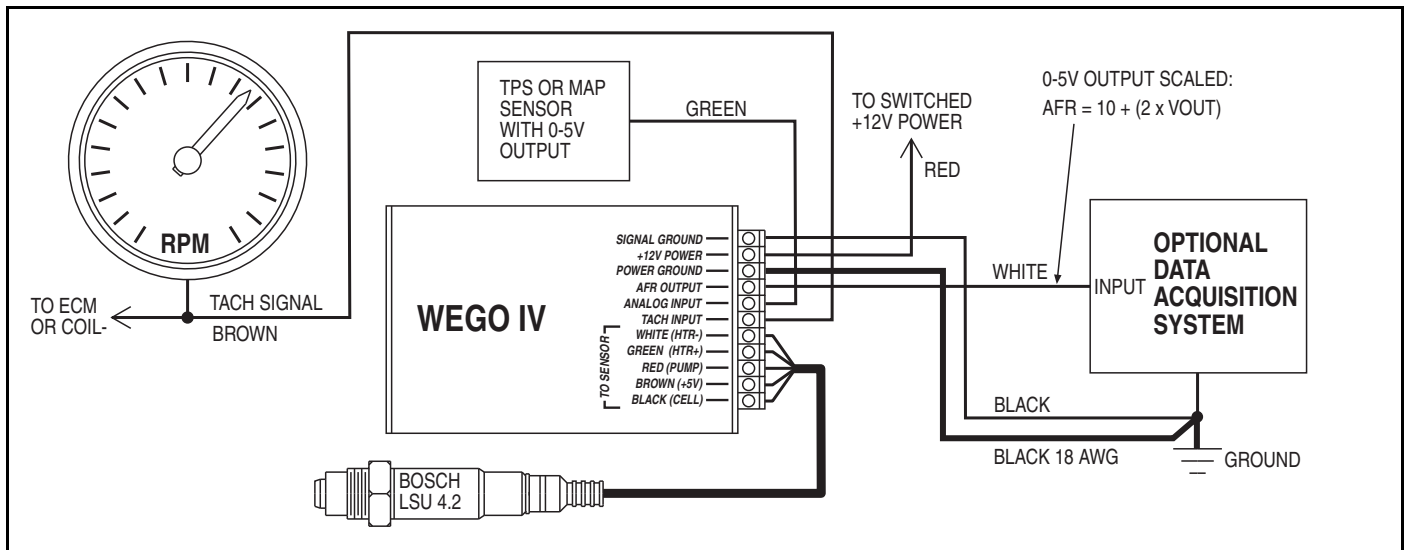 RPM
TO ECM
OR COIL-
TACH SIGNAL
BROWN
TPS OR MAP
SENSOR
WITH 0-5V
OUTPUT
GREEN
TO SWITCHED
+12V POWER
RED
0-5V OUTPUT SCALED:
AFR = 10 + (2 x VOUT)
WEGO IV
SIGNAL GROUND
+12V POWER
POWER GROUND
AFR OUTPUT
ANALOG INPUT
TACH INPUT
TO SENSOR
WHITE (HTR-)
GREEN (HTR+)
RED (PUMP)
BROWN (+5V)
BLACK (CELL)
WHITE
INPUT
OPTIONAL
DATA
ACQUISITION
SYSTEM
BLACK
BLACK 18 AWG
GROUND
BOSCH
LSU 4.2